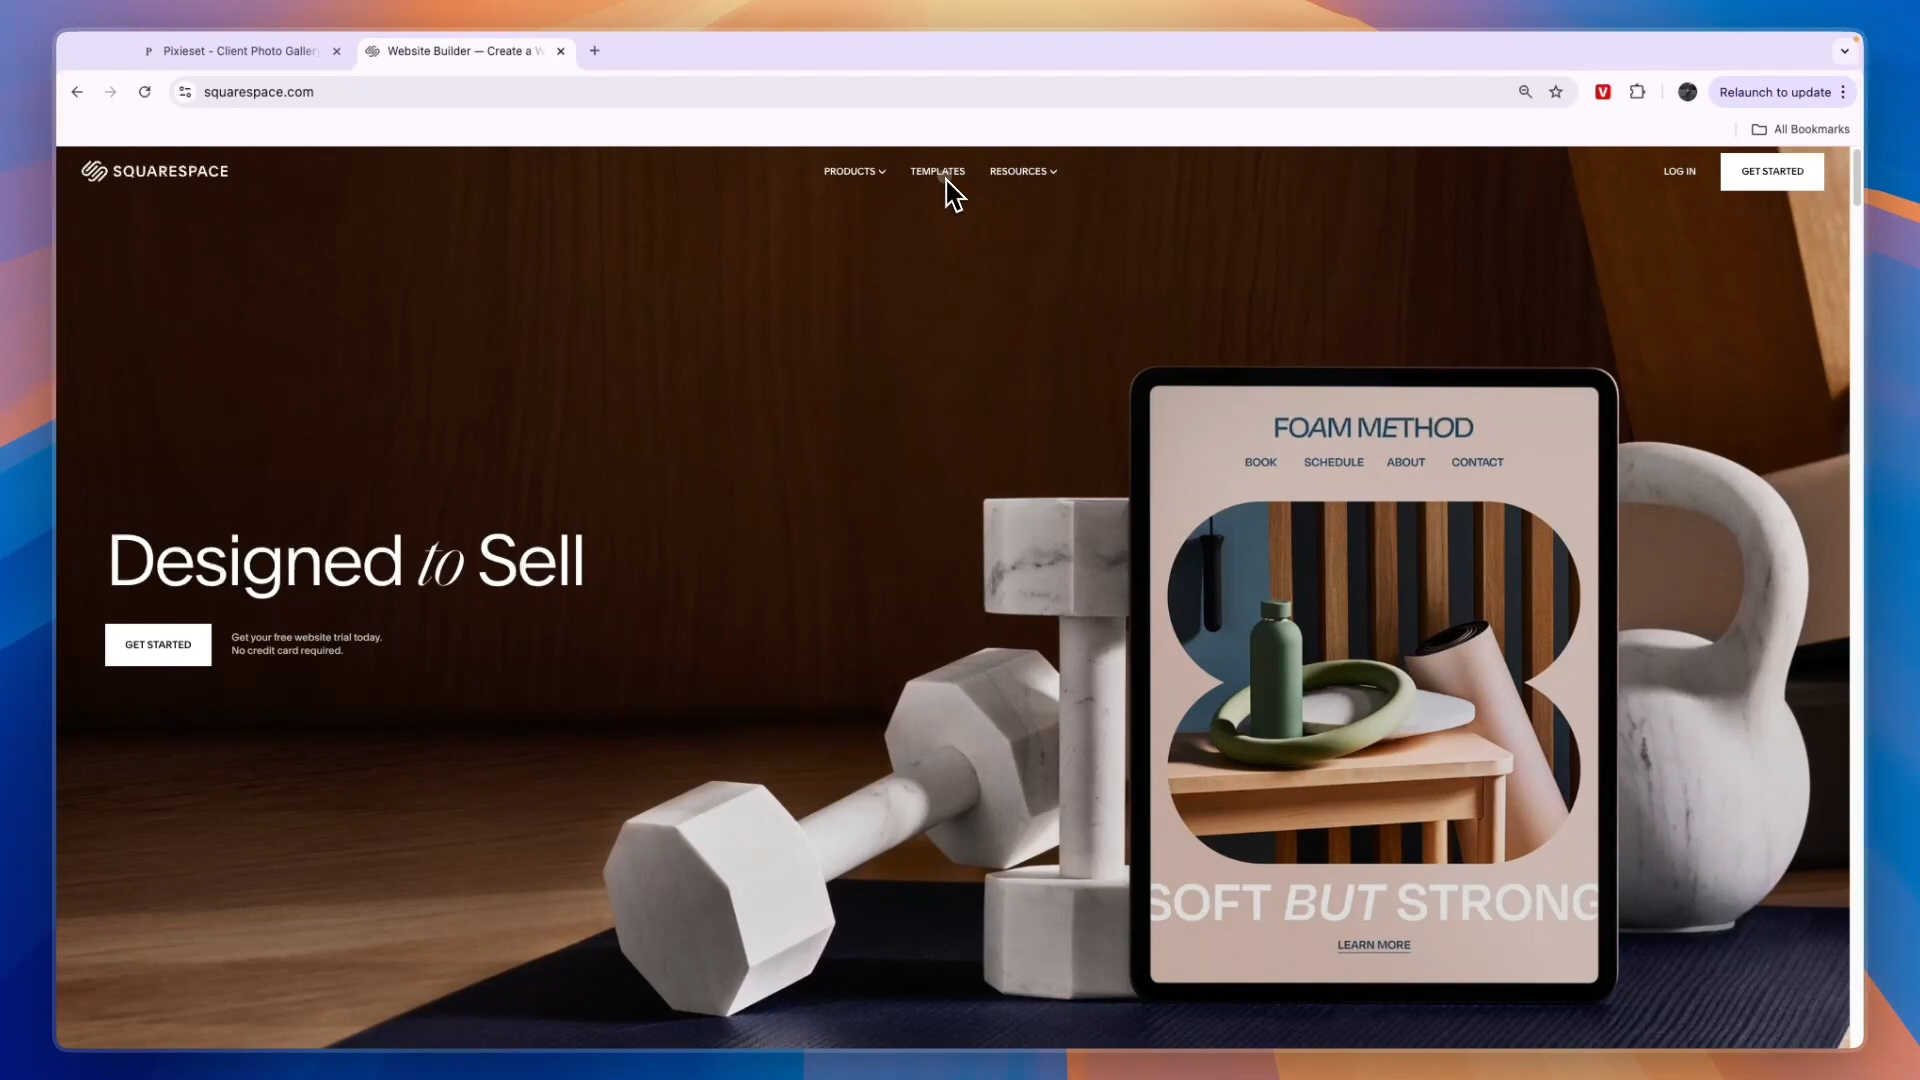 Pixieset - Client Photo Gallery
Website Builder — Create a W
squarespace.com
V
Relaunch to update
All Bookmarks
SQUARESPACE
PRODUCTS
TEMPLATES
RESOURCES
LOG IN
GET STARTED
FOAM METHOD
BOOK
SCHEDULE
ABOUT
CONTACT
Designed to Sell
GET STARTED
Get your free website trial today.
No credit card required.
SOFT BUT STRONG
LEARN MORE